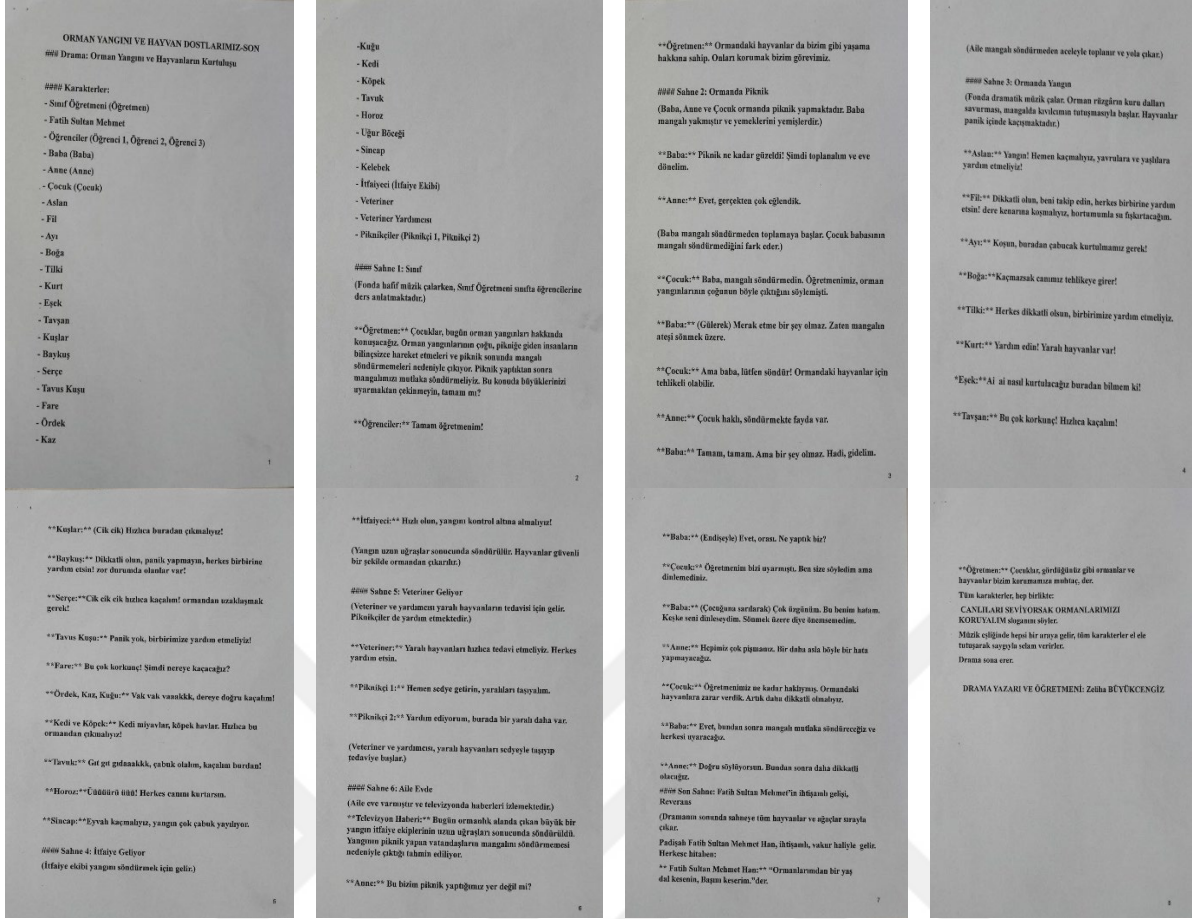 ORMAN YANGINI VE HAYVAN DOSTLARIMIZ-SON
### Drama: Orman Yangını ve Hayvanların Kurtuluşu
#### Karakterler:
- Sınıf Öğretmeni (Öğretmen)
- Fatih Sultan Mehmet
- Öğrenciler (Öğrenci 1, Öğrenci 2, Öğrenci 3)
- Baba (Baba)
- Anne (Anne)
- Çocuk (Çocuk)
- Aslan
- Fil
- Ayı
- Boğa
- Tilki
- Kurt
- Eşek
- Tavşan
- Kuşlar
- Baykuş
- Serçe
- Tavus Kuşu
- Fare
- Ördek
- Kaz
1
-Kuğu
- Kedi
- Köpek
- Tavuk
- Horoz
- Uğur Böceği
- Sincap
- Kelebek
- İtfaiyeci (İtfaiye Ekibi)
- Veteriner
- Veteriner Yardımcısı
- Piknikçiler (Piknikçi 1, Piknikçi 2)
#### Sahne 1: Sınıf
(Fonda hafif müzik çalarken, Sınıf Öğretmeni sınıfta öğrencilerine
ders anlatmaktadır.)
**Öğretmen:** Çocuklar, bugün orman yangınları hakkında
konuşacağız. Orman yangınlarının çoğu, pikniğe giden insanların
bilinçsizce hareket etmeleri ve piknik sonunda mangalı
söndürmemeleri nedeniyle çıkıyor. Piknik yaptıktan sonra
mangalımızı mutlaka söndürmeliyiz. Bu konuda büyüklerinizi
uyarmaktan çekinmeyin, tamam mı?
**Öğrenciler:** Tamam öğretmenim!
2
**Öğretmen:** Ormandaki hayvanlar da bizim gibi yaşama
hakkına sahip. Onları korumak bizim görevimiz.
#### Sahne 2: Ormanda Piknik
(Baba, Anne ve Çocuk ormanda piknik yapmaktadır. Baba
mangalı yakmıştır ve yemeklerini yemişlerdir.)
**Baba:** Piknik ne kadar güzeldi! Şimdi toplanalım ve eve
dönelim.
**Anne:** Evet, gerçekten çok eğlendik.
(Baba mangalı söndürmeden toplamaya başlar. Çocuk babasının
mangalı söndürmediğini fark eder.)
**Çocuk:** Baba, mangalı söndürmedin. Öğretmenimiz, orman
yangınlarının çoğunun böyle çıktığını söylemişti.
**Baba:** (Gülerek) Merak etme bir şey olmaz. Zaten mangalın
ateşi sönmek üzere.
**Çocuk:** Ama baba, lütfen söndür! Ormandaki hayvanlar için
tehlikeli olabilir.
**Anne:** Çocuk haklı, söndürmekte fayda var.
**Baba:** Tamam, tamam. Ama bir şey olmaz. Hadi, gidelim.
3
(Aile mangalı söndürmeden aceleyle toplanır ve yola çıkar.)
#### Sahne 3: Ormanda Yangın
(Fonda dramatik müzik çalar. Orman rüzgârın kuru dalları
savurması, mangalda kıvılcımın tutuşmasıyla başlar. Hayvanlar
panik içinde kaçışmaktadır.)
**Aslan:** Yangın! Hemen kaçmalıyız, yavrulara ve yaşlılara
yardım etmeliyiz!
**Fil:** Dikkatli olun, beni takip edin, herkes birbirine yardım
etsin! dere kenarına koşmalıyız, hortumumla su fışkırtacağım.
**Ayı:** Koşun, buradan çabucak kurtulmamız gerek!
**Boğa:**Kaçmazsak canımız tehlikeye girer!
**Tilki:** Herkes dikkatli olsun, birbirimize yardım etmeliyiz.
**Kurt:** Yardım edin! Yaralı hayvanlar var!
*Eşek:**Ai ai nasıl kurtulacağız buradan bilmem ki!
**Tavşan:** Bu çok korkunç! Hızlıca kaçalım!
4
**Kuşlar:** (Cik cik) Hızlıca buradan çıkmalıyız!
**Baykuş:** Dikkatli olun, panik yapmayın, herkes birbirine
yardım etsin! zor durumda olanlar var!
**Serçe:**Cik cik cik hızlıca kaçalım! ormandan uzaklaşmak
gerek!
**Tavus Kuşu:** Panik yok, birbirimize yardım etmeliyiz!
**Fare:** Bu çok korkunç! Şimdi nereye kaçacağız?
**Ördek, Kaz, Kuğu:** Vak vak vaaakkk, dereye doğru kaçalım!
**Kedi ve Köpek:** Kedi miyavlar, köpek havlar. Hızlıca bu
ormandan çıkmalıyız!
**Tavuk:** Gıt gıt gıdaaakkk, çabuk olalım, kaçalım burdan!
**Horoz:**Üüüürü üüü! Herkes canını kurtarsın.
**Sincap:**Eyvah kaçmalıyız, yangın çok çabuk yayılıyor.
#### Sahne 4: İtfaiye Geliyor
(İtfaiye ekibi yangını söndürmek için gelir.)
5
**İtfaiyeci:** Hızlı olun, yangını kontrol altına almalıyız!
(Yangın uzun uğraşlar sonucunda söndürülür. Hayvanlar güvenli
bir şekilde ormandan çıkarılır.)
#### Sahne 5: Veteriner Geliyor
(Veteriner ve yardımcısı yaralı hayvanların tedavisi için gelir.
Piknikçiler de yardım etmektedir.)
**Veteriner:** Yaralı hayvanları hızlıca tedavi etmeliyiz. Herkes
yardım etsin.
**Piknikçi 1:** Hemen sedye getirin, yaralıları taşıyalım.
**Piknikçi 2:** Yardım ediyorum, burada bir yaralı daha var.
(Veteriner ve yardımcısı, yaralı hayvanları sedyeyle taşıyıp
tedaviye başlar.)
#### Sahne 6: Aile Evde
(Aile eve varmıştır ve televizyonda haberleri izlemektedir.)
**Televizyon Haberi:** Bugün ormanlık alanda çıkan büyük bir
yangın itfaiye ekiplerinin uzun uğraşları sonucunda söndürüldü.
Yangının piknik yapan vatandaşların mangalını söndürmemesi
nedeniyle çıktığı tahmin ediliyor.
**Anne:** Bu bizim piknik yaptığımız yer değil mi?
6
**Baba:** (Endişeyle) Evet, orası. Ne yaptık biz?
**Çocuk:** Öğretmenim bizi uyarmıştı. Ben size söyledim ama
dinlemediniz.
**Baba:** (Çocuğuna sarılarak) Çok üzgünüm. Bu benim hatam.
Keşke seni dinleseydim. Sönmek üzere diye önemsemedim.
**Anne:** Hepimiz çok pişmanız. Bir daha asla böyle bir hata
yapmayacağız.
**Çocuk:** Öğretmenimiz ne kadar haklıymış. Ormandaki
hayvanlara zarar verdik. Artık daha dikkatli olmalıyız.
**Baba:** Evet, bundan sonra mangalı mutlaka söndüreceğiz ve
herkesi uyaracağız.
**Anne:** Doğru söylüyorsun. Bundan sonra daha dikkatli
olacağız.
#### Son Sahne: Fatih Sultan Mehmet'in ihtişamlı gelişi,
Reverans
(Dramanın sonunda sahneye tüm hayvanlar ve ağaçlar sırayla
çıkar.
Padişah Fatih Sultan Mehmet Han, ihtişamlı, vakur haliyle gelir.
Herkese hitaben;
** Fatih Sultan Mehmet Han:** "Ormanlarımdan bir yaş
dal kesenin, Başını keserim."der.
7
**Öğretmen:** Çocuklar, gördüğünüz gibi ormanlar ve
hayvanlar bizim korumamıza muhtaç, der.
Tüm karakterler, hep birlikte:
CANLILARI SEVİYORSAK ORMANLARIMIZI
KORUYALIM sloganını söyler.
Müzik eşliğinde hepsi bir araya gelir, tüm karakterler el ele
tutuşarak saygıyla selam verirler.
Drama sona erer.
DRAMA YAZARI VE ÖĞRETMENİ: Zeliha BÜYÜKCENGİZ
8